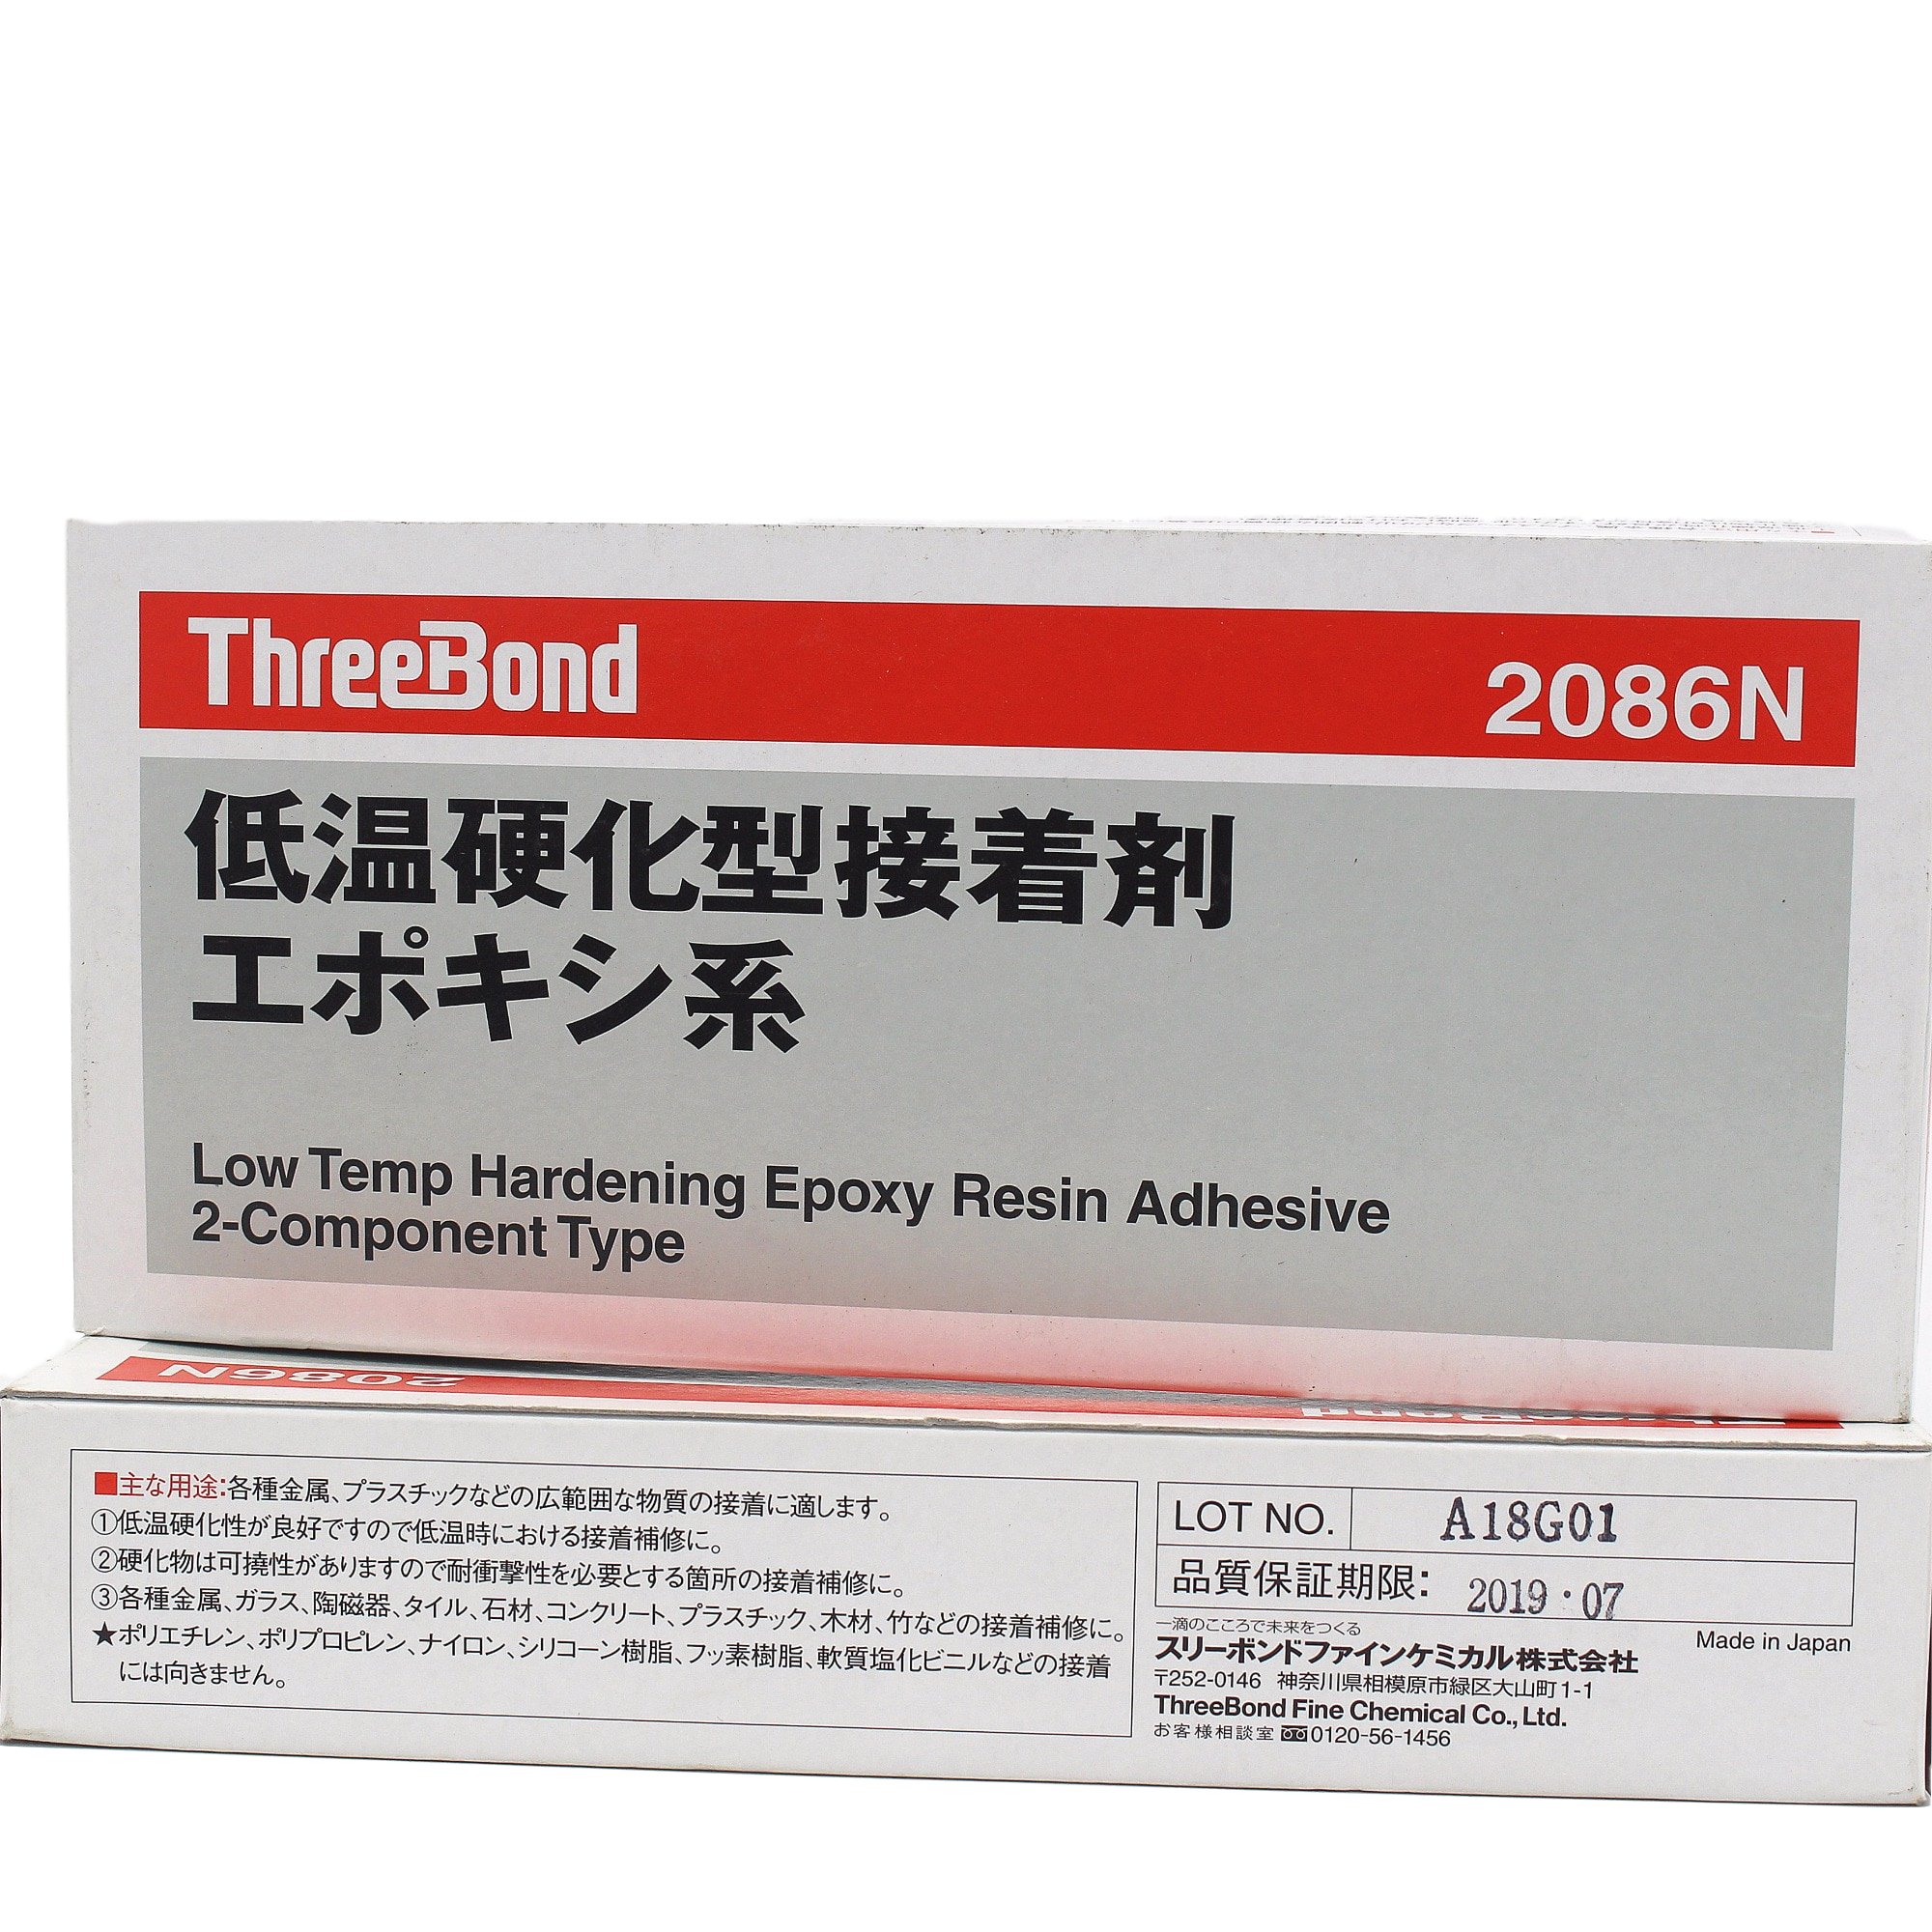 ThreeBond
2086N
低温硬化型接着剤
エポキシ系
Low Temp Hardening Epoxy Resin Adhesive
2-Component Type
2086N
ThreeBond
■主な用途:各種金属、プラスチックなどの広範囲な物質の接着に適します。
①低温硬化性が良好ですので低温時における接着補修に。
②硬化物は可撓性がありますので耐衝撃性を必要とする箇所の接着補修に。
③各種金属、ガラス、陶磁器、タイル、石材、コンクリート、プラスチック、木材、竹などの接着補修に。
★ポリエチレン、ポリプロピレン、ナイロン、シリコーン樹脂、フッ素樹脂、軟質塩化ビニルなどの接着
には向きません。
LOT NO. A18G01
品質保証期限: 2019・07
一滴のこころで未来をつくる
スリーボンドファインケミカル株式会社
Made in Japan
〒252-0146 神奈川県相模原市緑区大山町1-1
ThreeBond Fine Chemical Co., Ltd.
お客様相談室 0120-56-1456